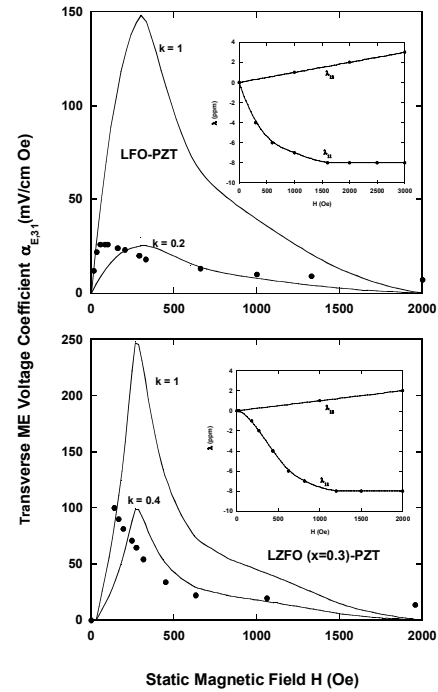 Transverse ME Voltage Coefficient α_E,31 (mV/cm Oe)
150
100
50
0
k = 1
LFO-PZT
k = 0.2
4
2
0
-2
-4
-6
-8
-10
λ (ppm)
λ13
λ11
0 500 1000 1500 2000 2500 3000
H (Oe)
0 500 1000 1500 2000
250
200
150
100
50
0
k = 1
k = 0.4
4
2
0
-2
-4
-6
-8
-10
λ (ppm)
λ13
λ11
0 500 1000 1500 2000
H (Oe)
LZFO (x=0.3)-PZT
0 500 1000 1500 2000
Static Magnetic Field H (Oe)